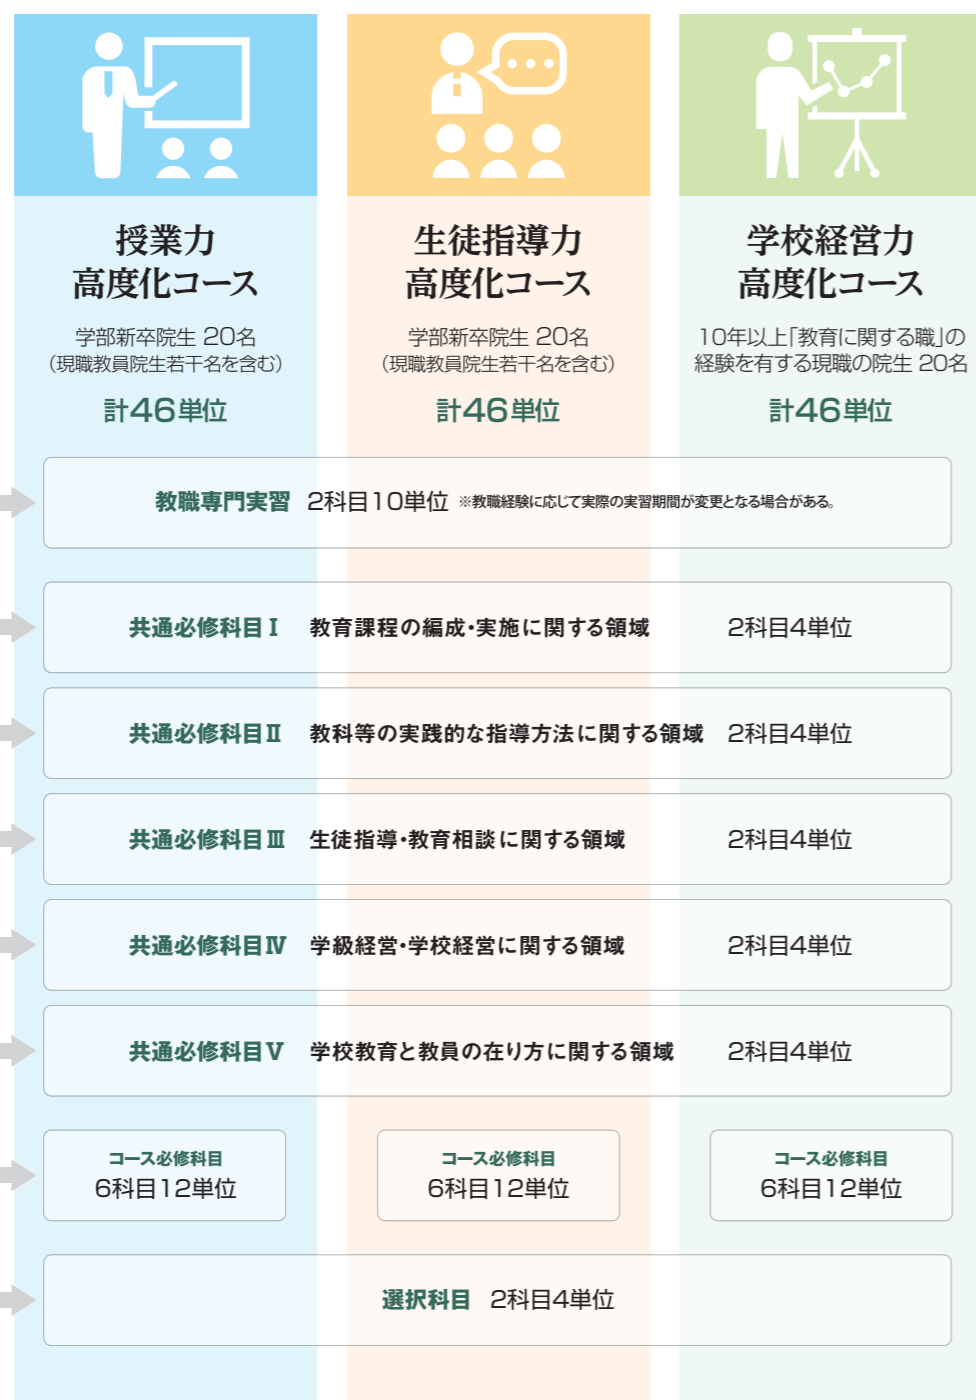 授業力
高度化コース
学部新卒院生 20名
（現職教員院生若干名を含む）
計46単位
生徒指導力
高度化コース
学部新卒院生 20名
（現職教員院生若干名を含む）
計46単位
学校経営力
高度化コース
10年以上「教育に関する職」の
経験を有する現職の院生 20名
計46単位
教職専門実習 2科目10単位 ※教職経験に応じて実際の実習期間が変更となる場合がある。
共通必修科目Ⅰ 教育課程の編成・実施に関する領域 2科目4単位
共通必修科目Ⅱ 教科等の実践的な指導方法に関する領域 2科目4単位
共通必修科目Ⅲ 生徒指導・教育相談に関する領域 2科目4単位
共通必修科目Ⅳ 学級経営・学校経営に関する領域 2科目4単位
共通必修科目Ⅴ 学校教育と教員の在り方に関する領域 2科目4単位
コース必修科目
6科目12単位
コース必修科目
6科目12単位
コース必修科目
6科目12単位
選択科目 2科目4単位